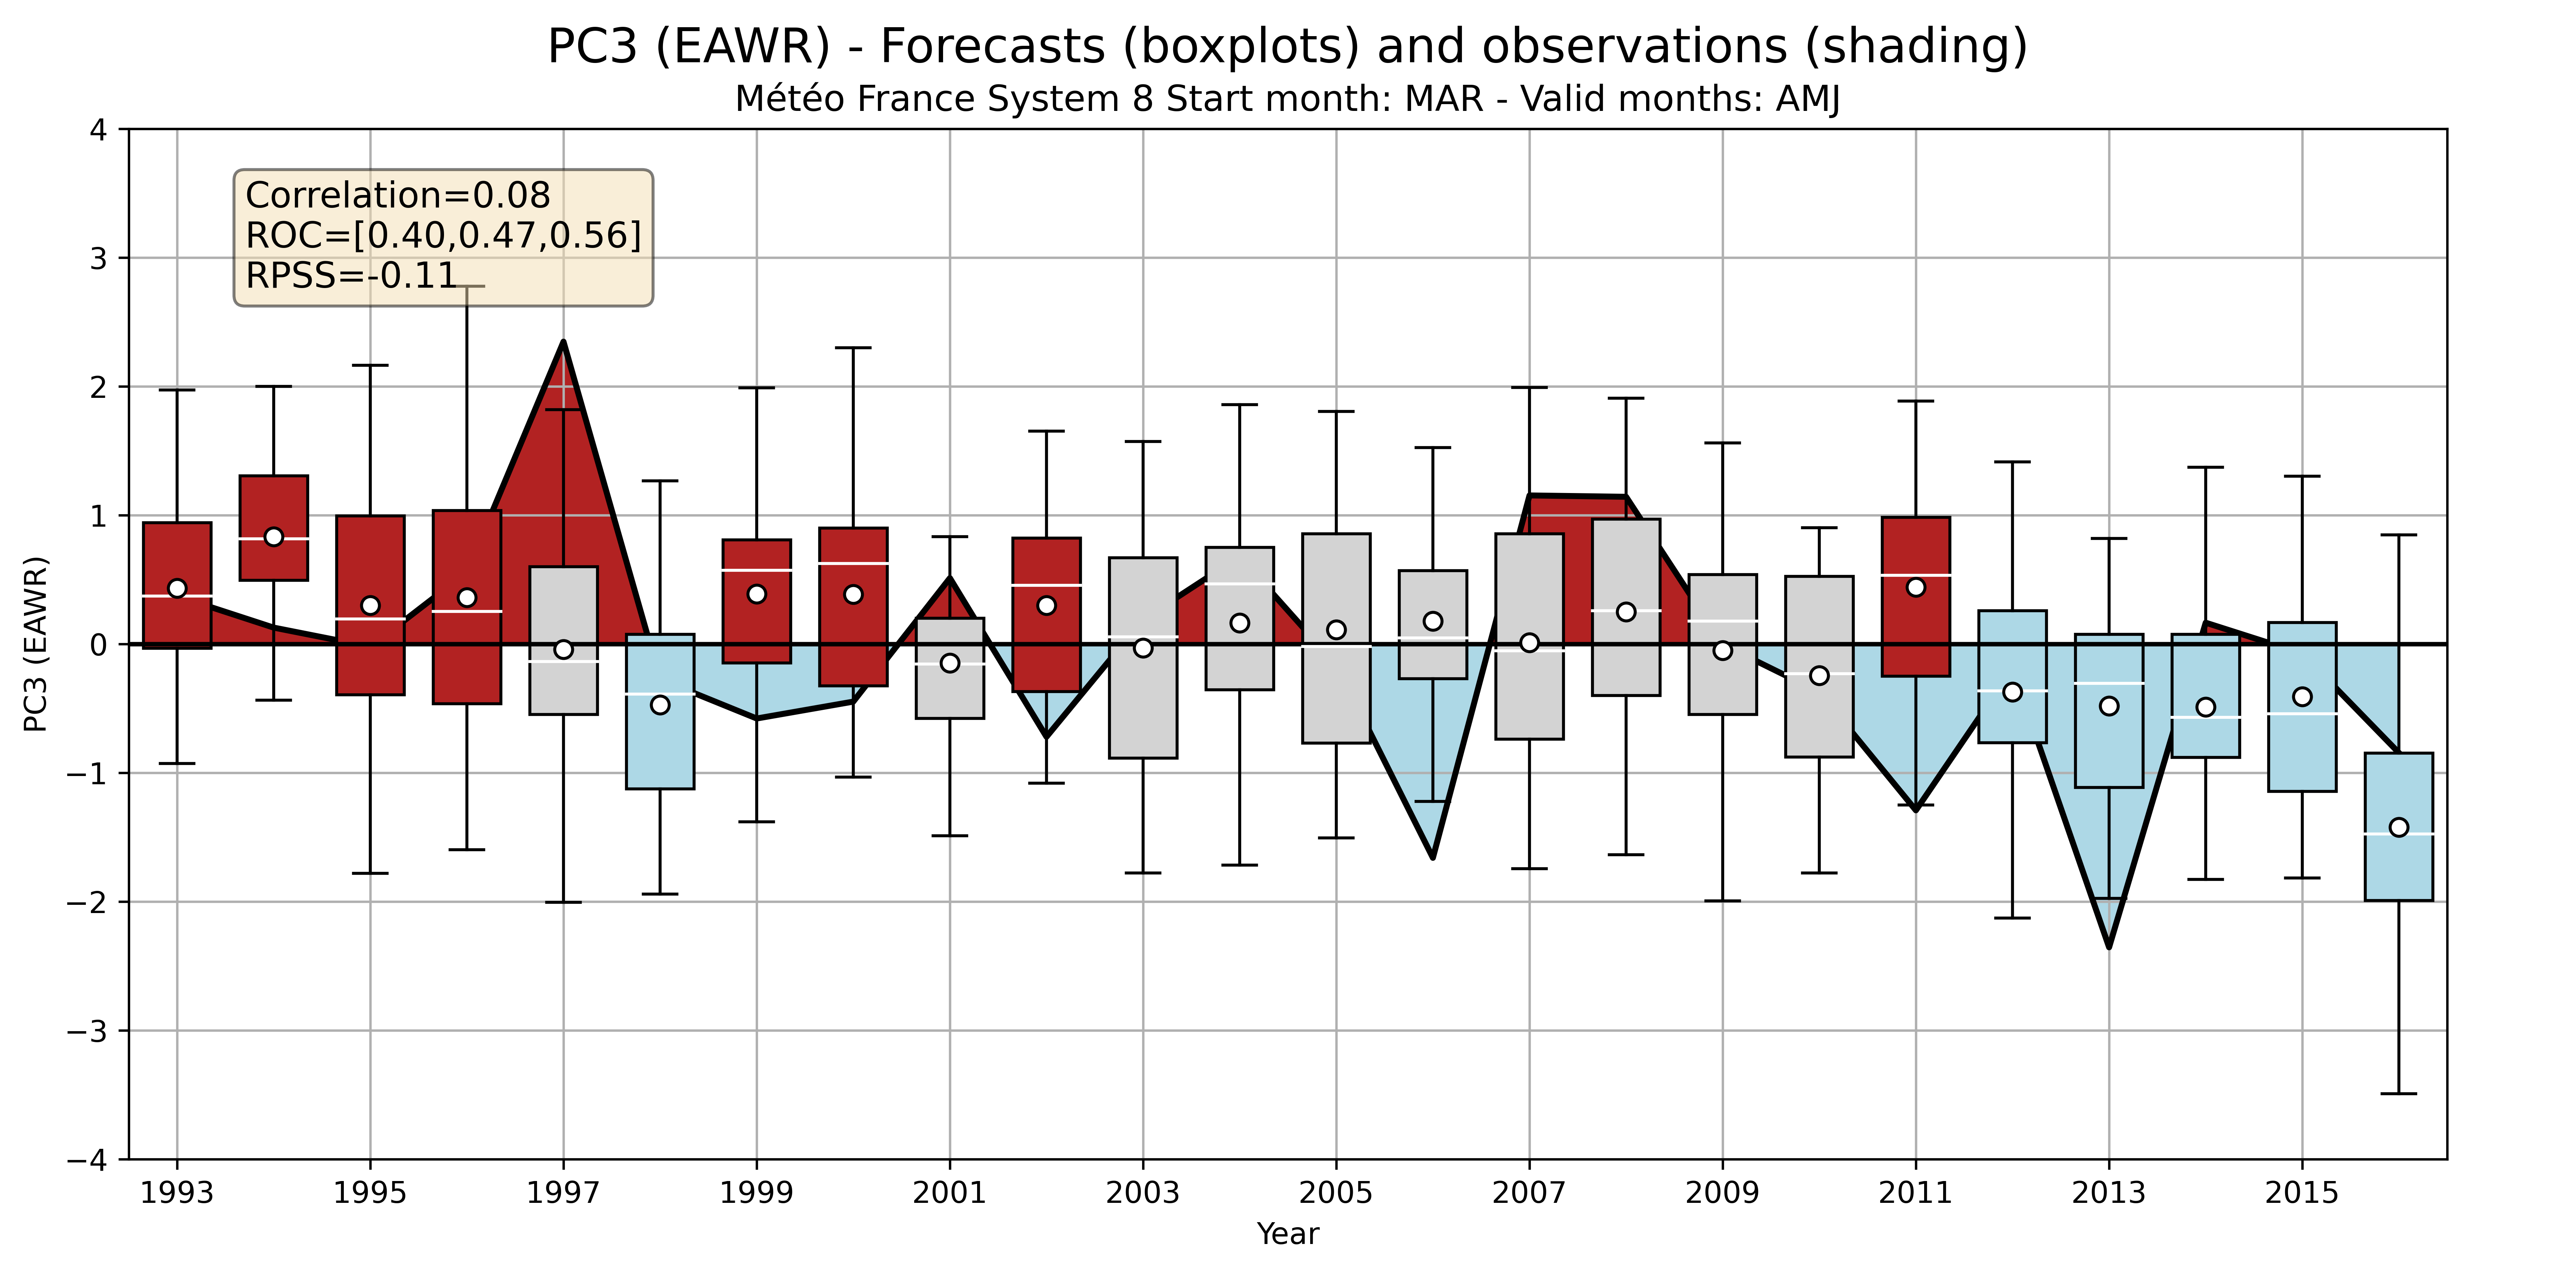 PC3 (EAWR) - Forecasts (boxplots) and observations (shading)
Météo France System 8 Start month: MAR - Valid months: AMJ
Correlation=0.08
ROC=[0.40,0.47,0.56]
RPSS=-0.11
PC3 (EAWR)
4
3
2
1
0
−1
−2
−3
−4
1993 1995 1997 1999 2001 2003 2005 2007 2009 2011 2013 2015
Year